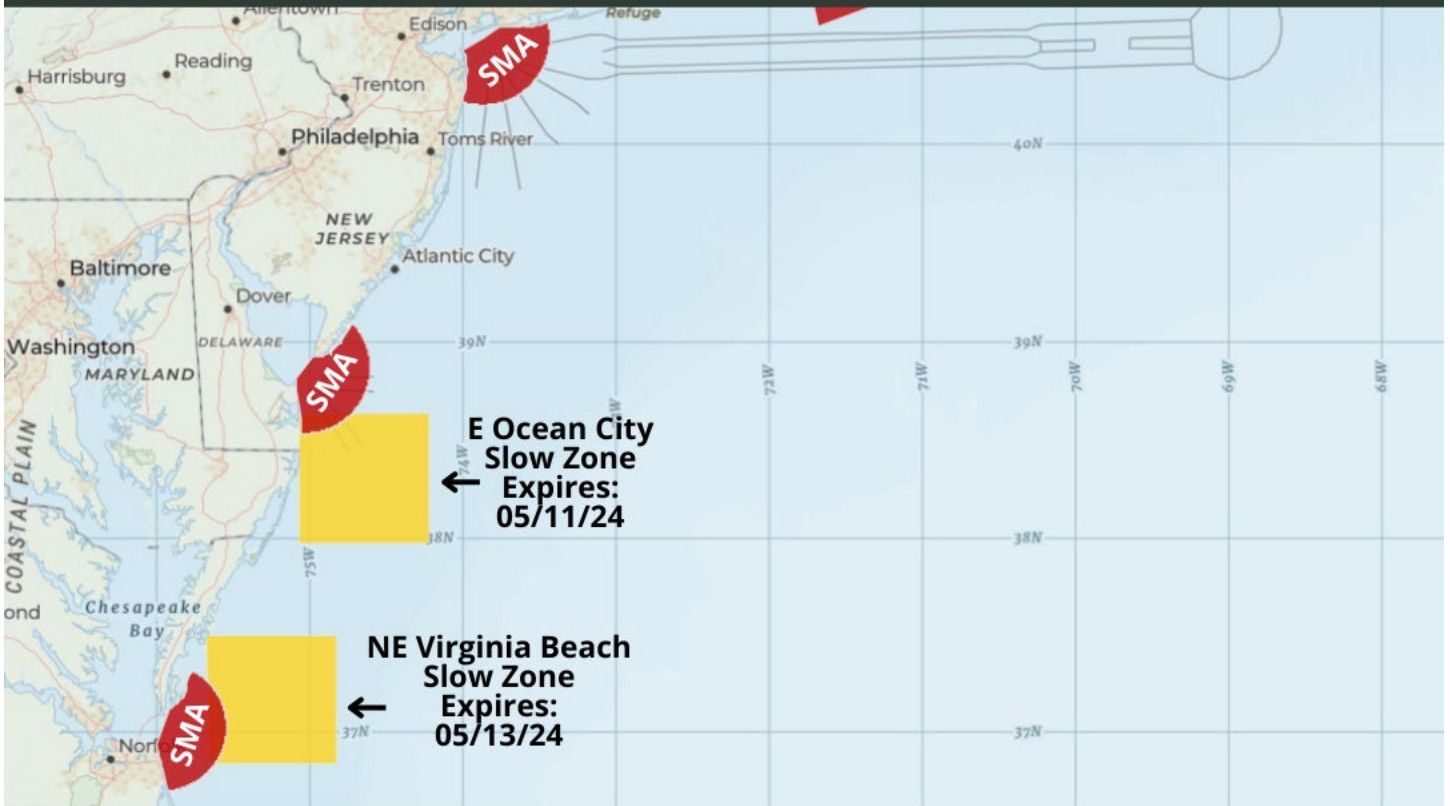 Allentown
Edison
Refuge
SMA
Reading
Harrisburg
Trenton
Philadelphia
Toms River
40N
NEW
JERSEY
Atlantic City
Baltimore
Dover
DELAWARE
39N
39N
Washington
MARYLAND
SMA
72W
71W
70W
69W
68W
COASTAL PLAIN
E Ocean City
Slow Zone
Expires:
05/11/24
74W
38N
38N
75W
Chesapeake
Bay
ond
NE Virginia Beach
Slow Zone
Expires:
05/13/24
SMA
37N
37N